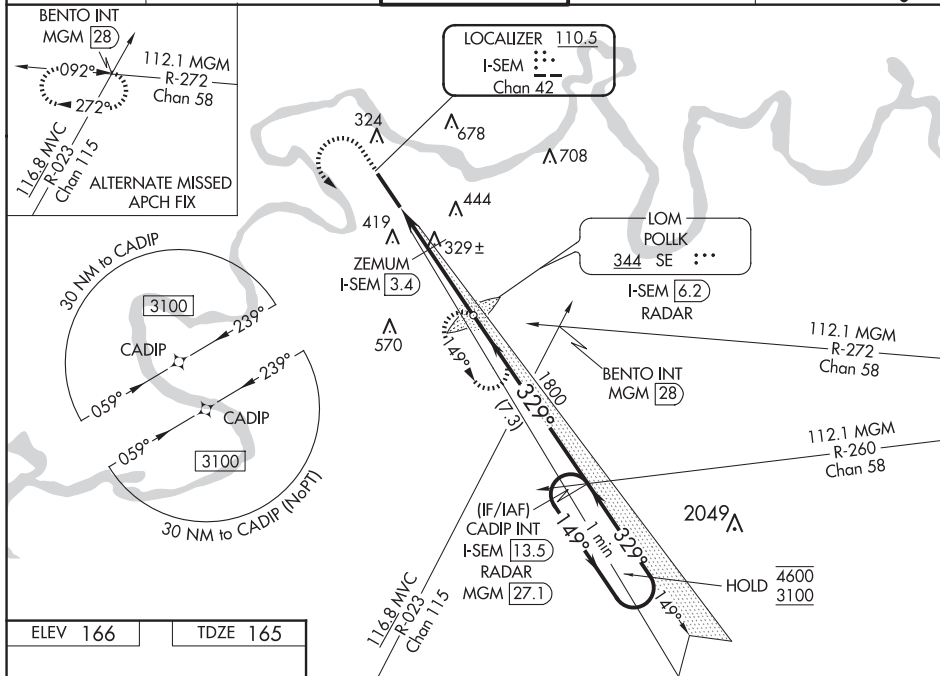 BENTO INT
MGM 28
092°
272°
112.1 MGM
R-272
Chan 58
116.8 MVC
R-023
Chan 115
ALTERNATE MISSED
APCH FIX
LOCALIZER 110.5
I-SEM
Chan 42
324
678
708
444
419
329 ±
ZEMUM
I-SEM 3.4
LOM
POLLK
344 SE
I-SEM 6.2
RADAR
570
149°
(7.3)
329°
1800
BENTO INT
MGM 28
112.1 MGM
R-272
Chan 58
112.1 MGM
R-260
Chan 58
30 NM to CADIP
3100
239°
CADIP
059°
239°
CADIP
059°
3100
30 NM to CADIP (NoPT)
(IF/IAF)
CADIP INT
I-SEM 13.5
RADAR
MGM 27.1
149°
1 min
329°
2049
HOLD 4600
3100
149°
116.8 MVC
R-023
Chan 115
ELEV 166
TDZE 165